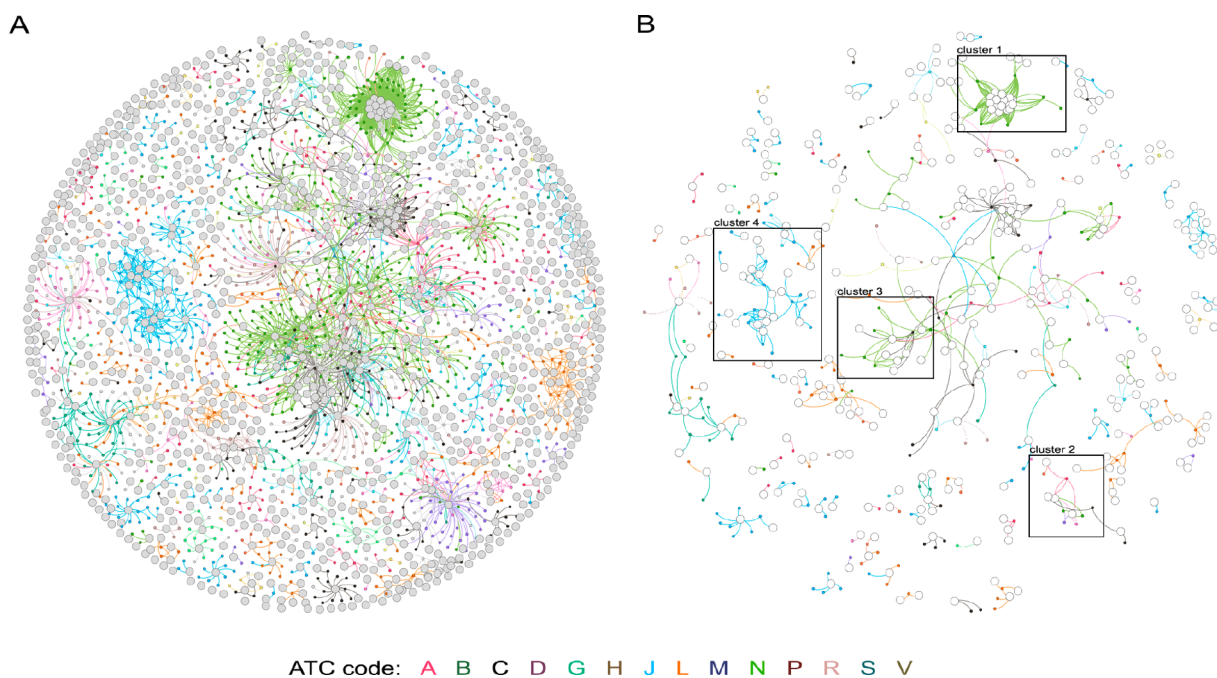 A
B
cluster 1
cluster 4
cluster 3
cluster 2
ATC code: A B C D G H J L M N P R S V